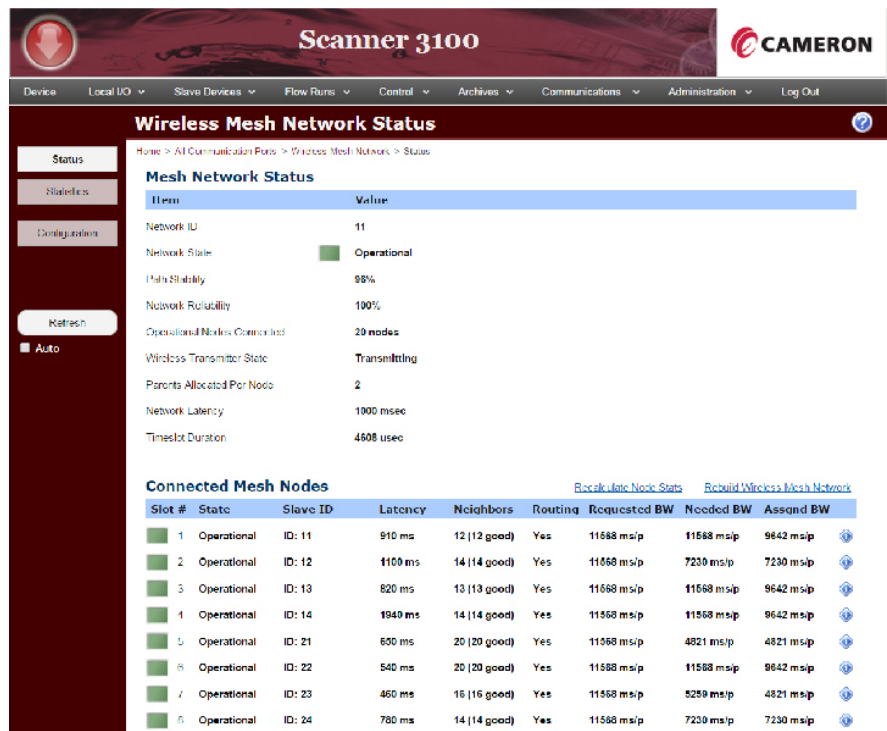 Scanner 3100
CAMERON
Device Local I/O Slave Devices Flow Runs Control Archives Communications Administration Log Out
Wireless Mesh Network Status
?
Home > All Communication Ports > Wireless Mesh Network > Status
Status
Statistics
Configuration
Refresh
Auto
Mesh Network Status
Item Value
Network ID 11
Network State Operational
Path Stability 98%
Network Reliability 100%
Operational Nodes Connected 20 nodes
Wireless Transmitter State Transmitting
Parents Allocated Per Node 2
Network Latency 1000 msec
Timeslot Duration 4608 usec
Connected Mesh Nodes Recalculate Node Stats Rebuild Wireless Mesh Network
Slot # State Slave ID Latency Neighbors Routing Requested BW Needed BW Assgnd BW
1 Operational ID: 11 910 ms 12 (12 good) Yes 11568 ms/p 11568 ms/p 9642 ms/p
2 Operational ID: 12 1100 ms 14 (14 good) Yes 11568 ms/p 7230 ms/p 7230 ms/p
3 Operational ID: 13 820 ms 13 (13 good) Yes 11568 ms/p 11568 ms/p 9642 ms/p
4 Operational ID: 14 1940 ms 14 (14 good) Yes 11568 ms/p 11568 ms/p 9642 ms/p
5 Operational ID: 21 650 ms 20 (20 good) Yes 11568 ms/p 4821 ms/p 4821 ms/p
6 Operational ID: 22 540 ms 20 (20 good) Yes 11568 ms/p 11568 ms/p 9642 ms/p
7 Operational ID: 23 460 ms 16 (16 good) Yes 11568 ms/p 5259 ms/p 4821 ms/p
8 Operational ID: 24 780 ms 14 (14 good) Yes 11568 ms/p 7230 ms/p 7230 ms/p